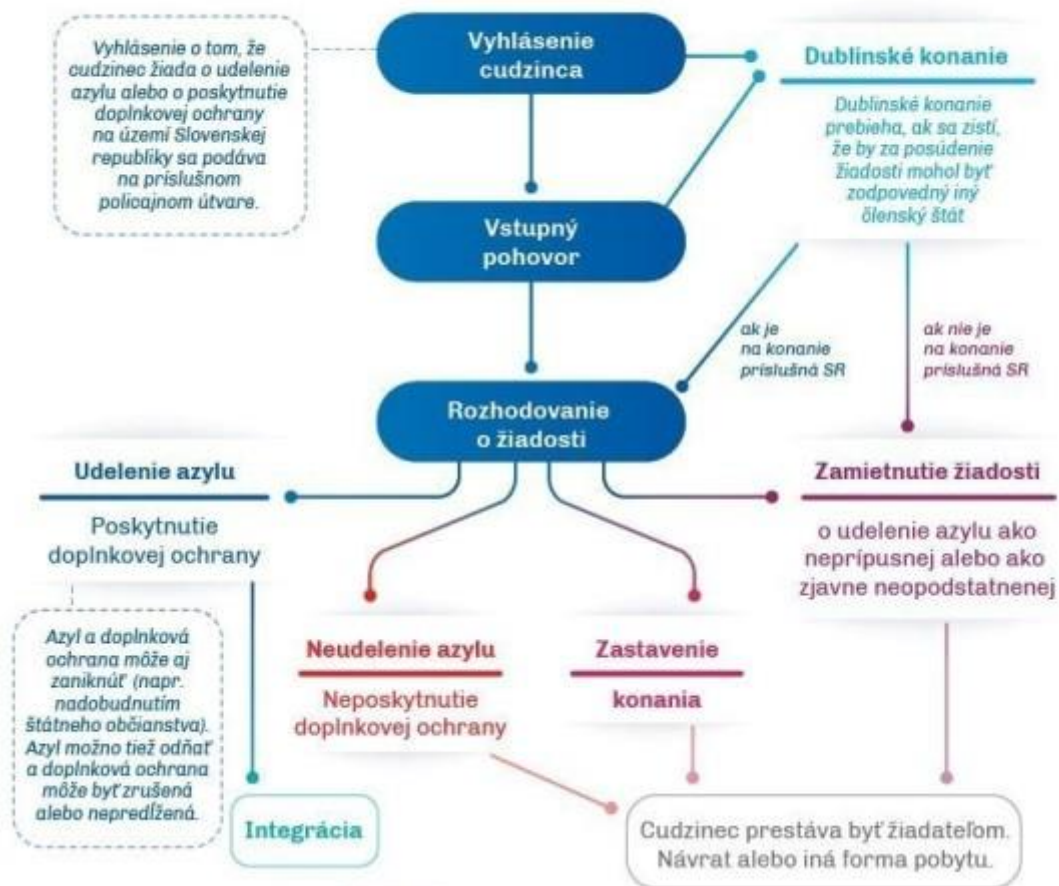 Vyhlásenie
cudzinca
Vyhlásenie o tom, že
cudzinec žiada o udelenie
azylu alebo o poskytnutie
doplnkovej ochrany
na území Slovenskej
republiky sa podáva
na príslušnom
policajnom útvare.
Dublinské konanie
Dublinské konanie
prebieha, ak sa zistí,
že by za posúdenie
žiadosti mohol byť
zodpovedný iný
členský štát
Vstupný
pohovor
ak je
na konanie
príslušná SR
ak nie je
na konanie
príslušná SR
Rozhodovanie
o žiadosti
Udelenie azylu
Poskytnutie
doplnkovej ochrany
Zamietnutie žiadosti
o udelenie azylu ako
neprípusnej alebo ako
zjavne neopodstatnenej
Azyl a doplnková
ochrana môže aj
zaniknúť (napr.
nadobudnutím
štátneho občianstva).
Azyl možno tiež odňať
a doplnková ochrana
môže byť zrušená
alebo nepredĺžená.
Neudelenie azylu
Neposkytnutie
doplnkovej ochrany
Zastavenie
konania
Integrácia
Cudzinec prestáva byť žiadateľom.
Návrat alebo iná forma pobytu.